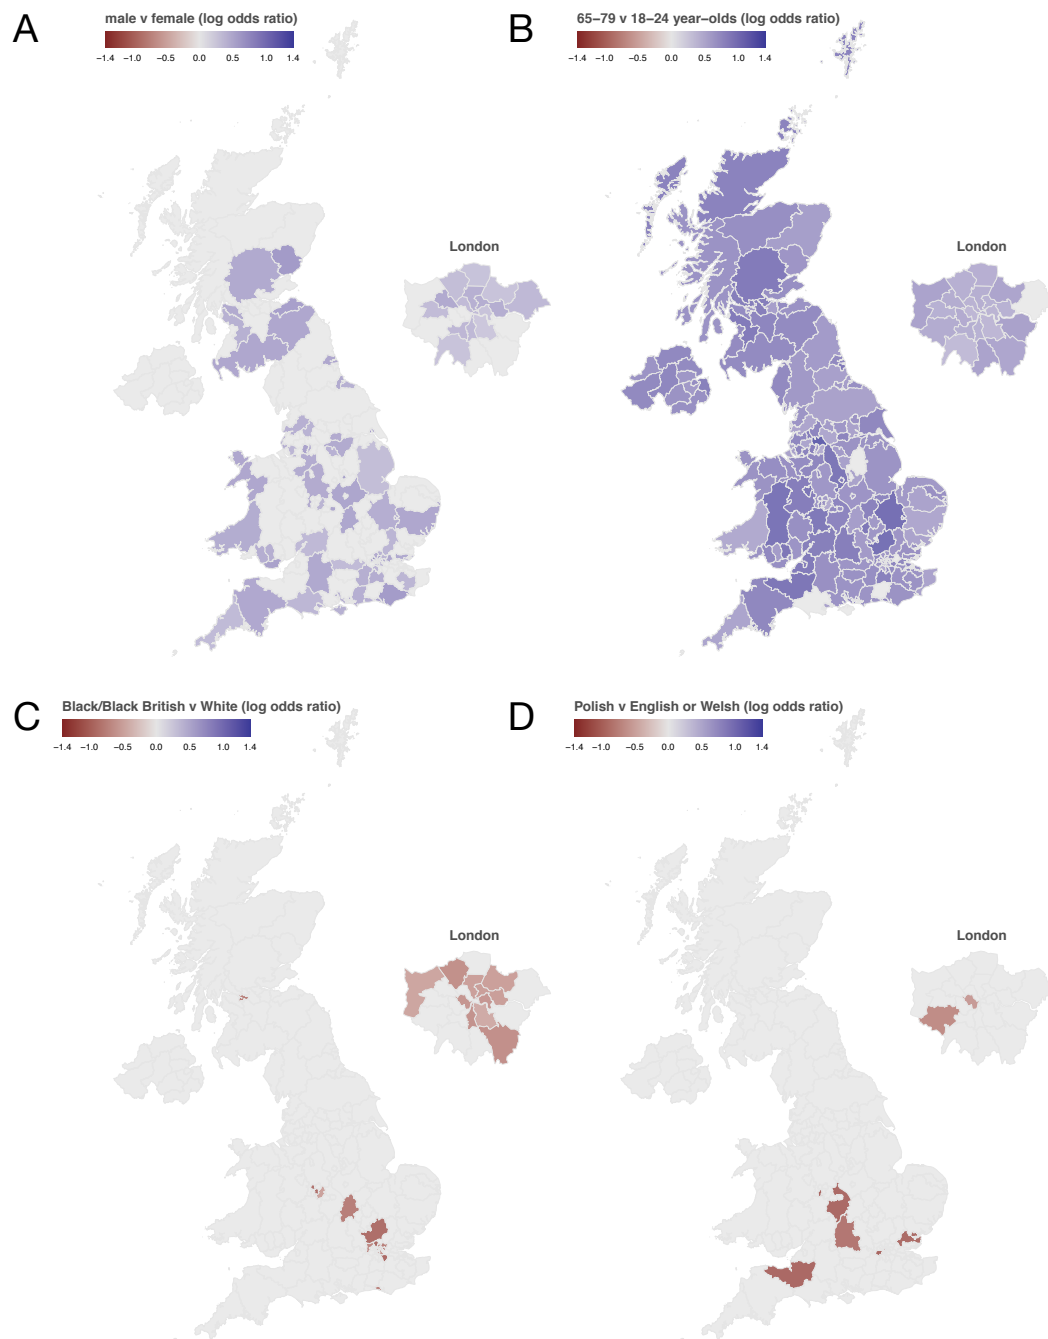 A
male v female (log odds ratio)
−1.4 −1.0 −0.5 0.0 0.5 1.0 1.4
London
B
65−79 v 18−24 year−olds (log odds ratio)
−1.4 −1.0 −0.5 0.0 0.5 1.0 1.4
London
C
Black/Black British v White (log odds ratio)
−1.4 −1.0 −0.5 0.0 0.5 1.0 1.4
London
D
Polish v English or Welsh (log odds ratio)
−1.4 −1.0 −0.5 0.0 0.5 1.0 1.4
London